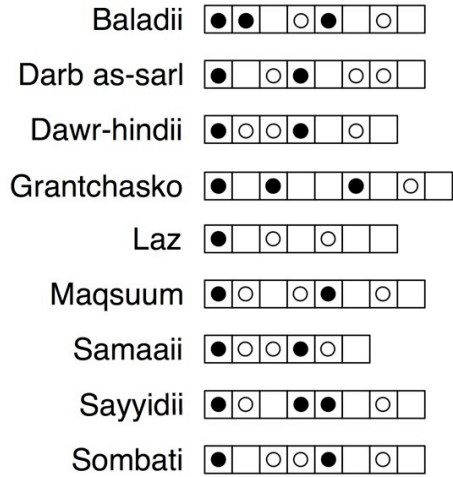 Baladii
Darb as-sarl
Dawr-hindii
Grantchasko
Laz
Maqsuum
Samaaii
Sayyidii
Sombati